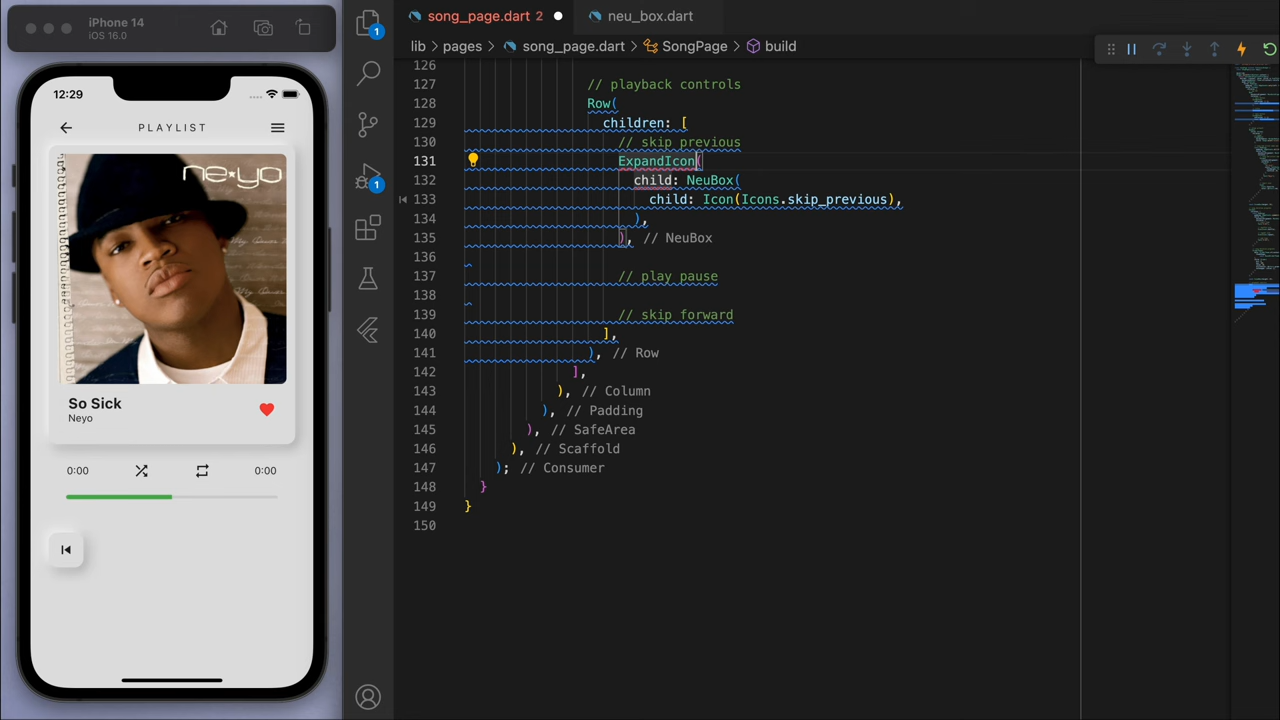 iPhone 14
iOS 16.0
12:29
PLAYLIST
ne★yo
So Sick
Neyo
0:00
0:00
1
1
song_page.dart 2
neu_box.dart
lib > pages > song_page.dart > SongPage > build
126
127 // playback controls
128 Row(
129 children: [
130 // skip previous
131 ExpandIcon(
132 child: NeuBox(
133 child: Icon(Icons.skip_previous),
134 ),
135 ), // NeuBox
136
137 // play pause
138
139 // skip forward
140 ],
141 ), // Row
142 ],
143 ), // Column
144 ), // Padding
145 ), // SafeArea
146 ), // Scaffold
147 ); // Consumer
148 }
149 }
150